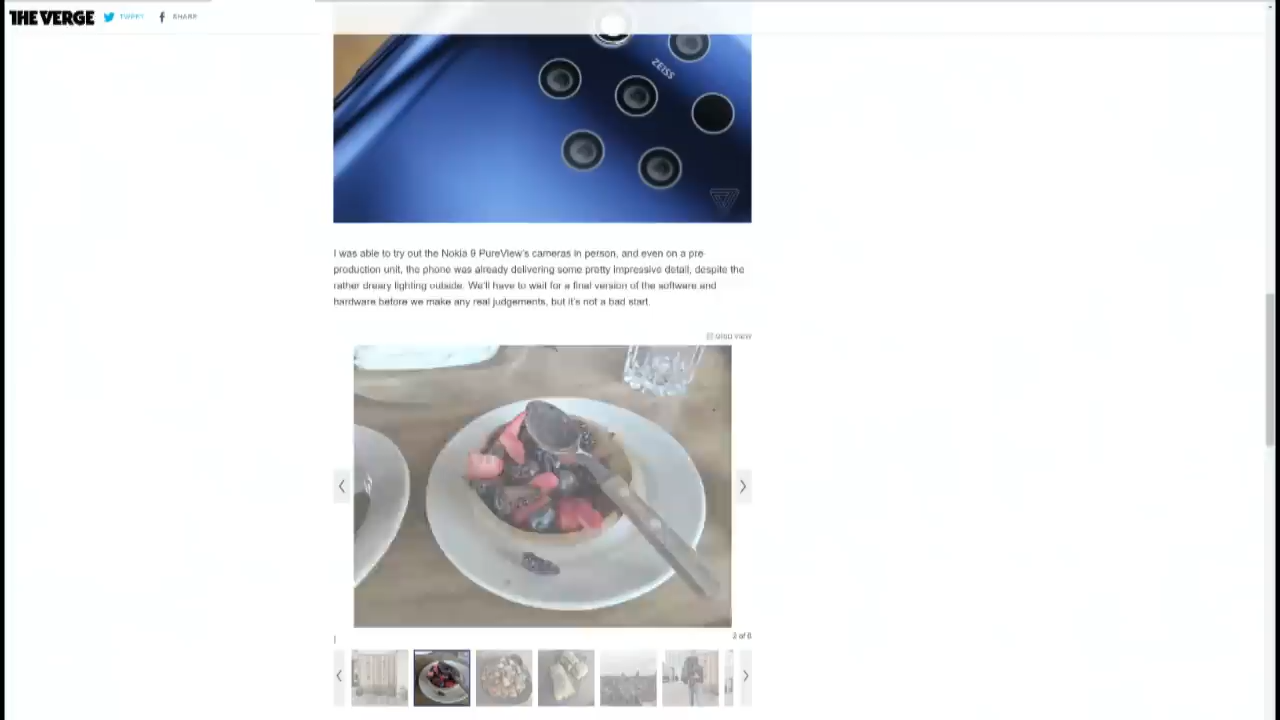 THE VERGE TWEET SHARE
ZEISS
I was able to try out the Nokia 9 PureView's cameras in person, and even on a pre-
production unit, the phone was already delivering some pretty impressive detail, despite the
rather dreary lighting outside. We'll have to wait for a final version of the software and
hardware before we make any real judgements, but it's not a bad start.
GRID VIEW
2 of 8